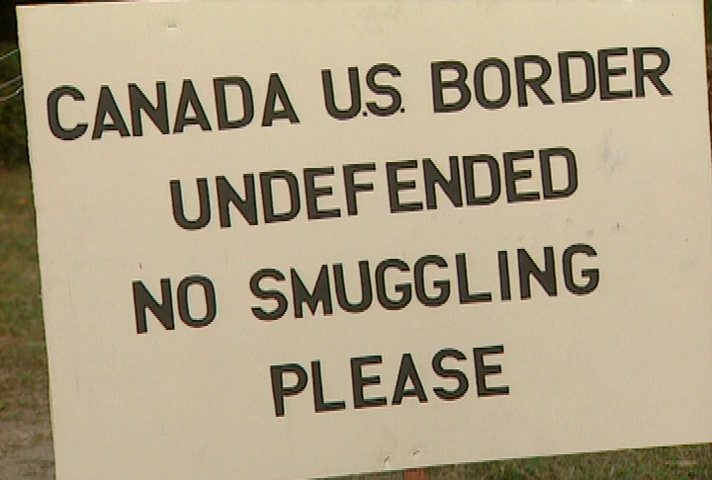 CANADA U.S. BORDER
UNDEFENDED
NO SMUGGLING
PLEASE